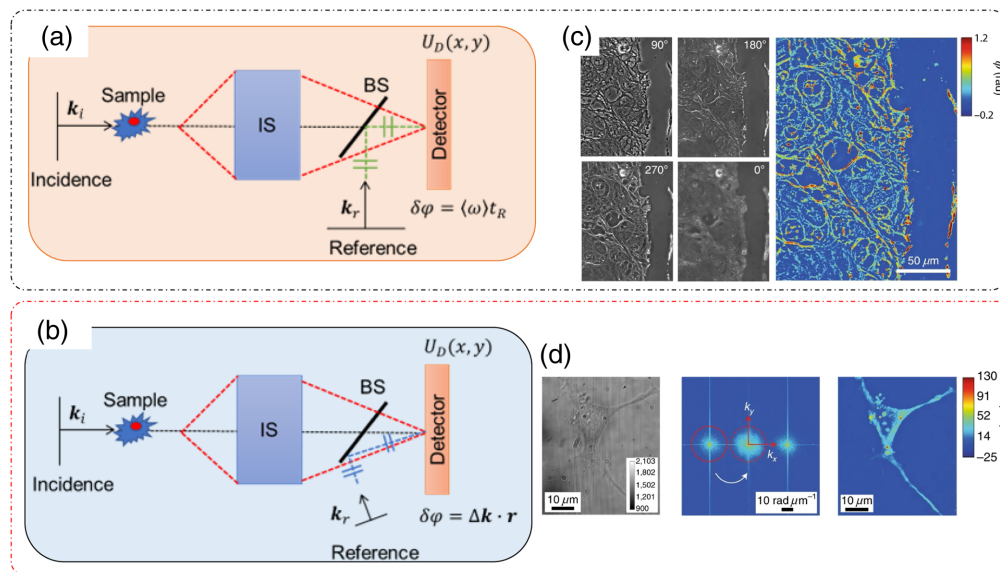 (a)
U_D(x, y)
Sample
BS
k_i
IS
Detector
Incidence
k_r
δφ = ⟨ω⟩t_R
Reference
(c)
90°
180°
270°
0°
1.2
φ (rad)
−0.2
50 μm
(b)
U_D(x, y)
Sample
BS
k_i
IS
Detector
Incidence
k_r
δφ = Δk · r
Reference
(d)
2,103
1,802
1,502
1,201
900
10 μm
k_y
k_x
10 rad μm⁻¹
10 μm
130
91
52
14
−25